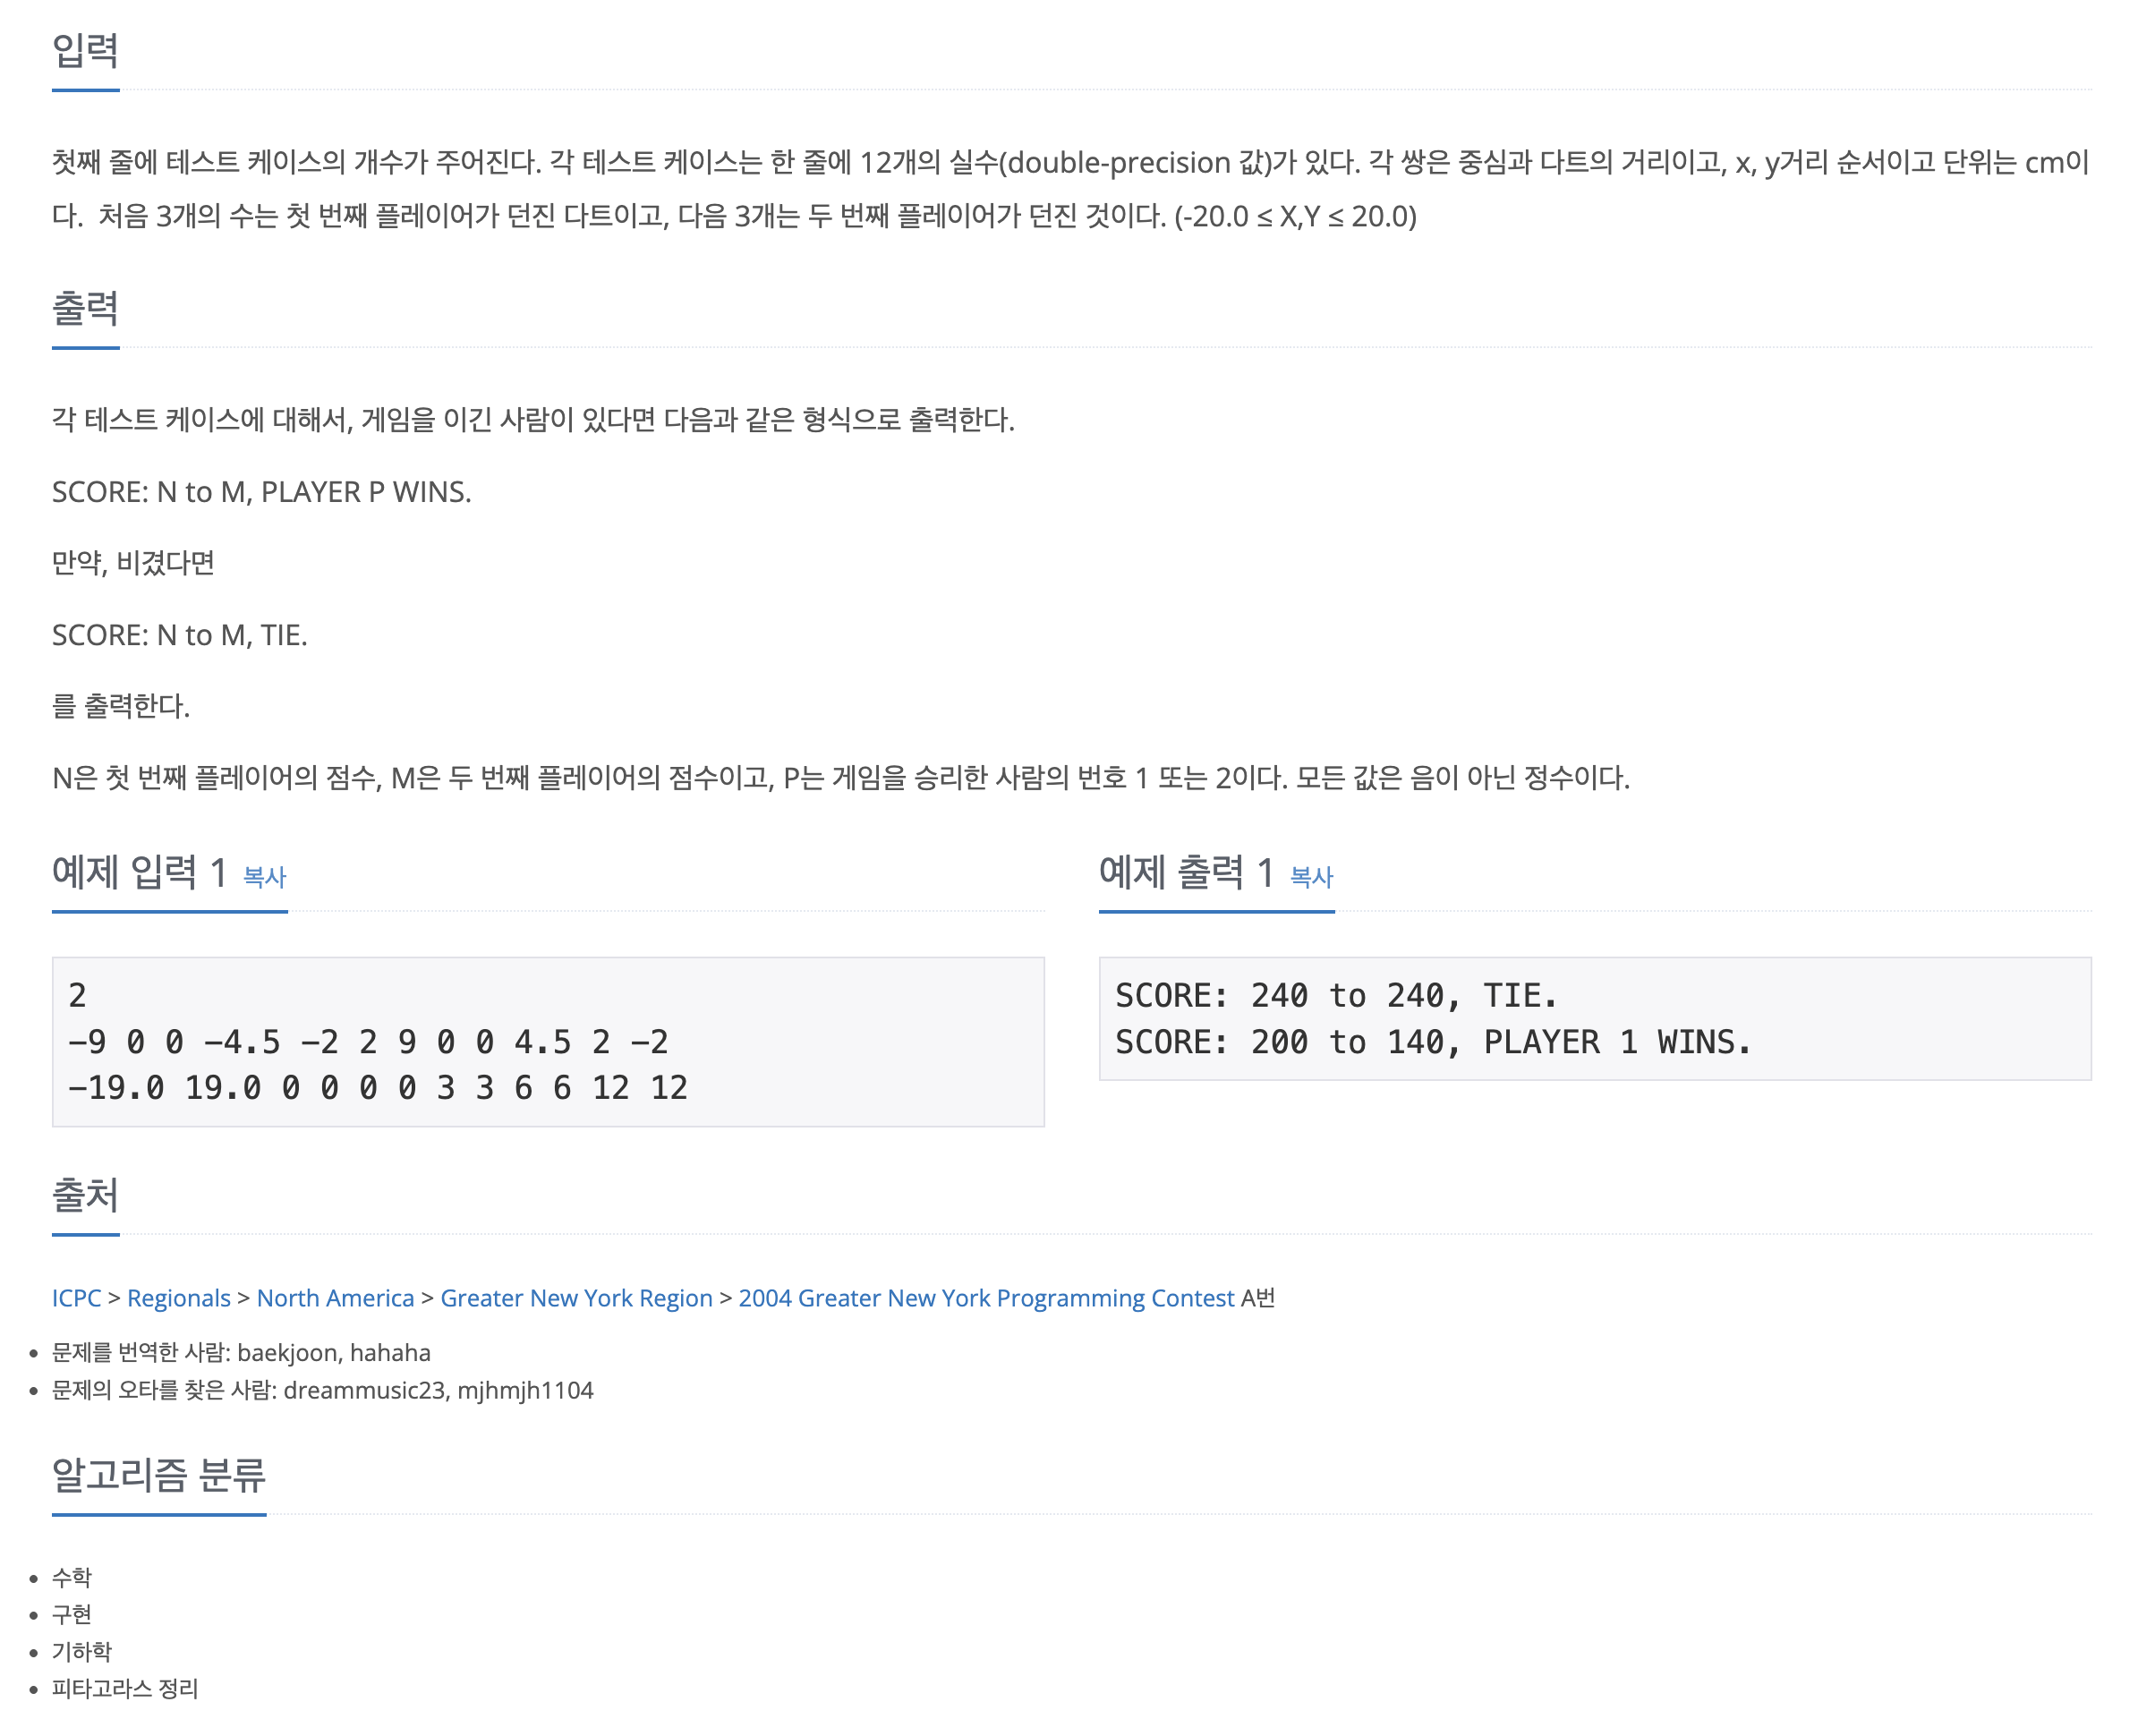 입력
첫째 줄에 테스트 케이스의 개수가 주어진다. 각 테스트 케이스는 한 줄에 12개의 실수(double-precision 값)가 있다. 각 쌍은 중심과 다트의 거리이고, x, y거리 순서이고 단위는 cm이
다.  처음 3개의 수는 첫 번째 플레이어가 던진 다트이고, 다음 3개는 두 번째 플레이어가 던진 것이다. (-20.0 ≤ X,Y ≤ 20.0)
출력
각 테스트 케이스에 대해서, 게임을 이긴 사람이 있다면 다음과 같은 형식으로 출력한다.
SCORE: N to M, PLAYER P WINS.
만약, 비겼다면
SCORE: N to M, TIE.
를 출력한다.
N은 첫 번째 플레이어의 점수, M은 두 번째 플레이어의 점수이고, P는 게임을 승리한 사람의 번호 1 또는 2이다. 모든 값은 음이 아닌 정수이다.
예제 입력 1 복사
2
-9 0 0 -4.5 -2 2 9 0 0 4.5 2 -2
-19.0 19.0 0 0 0 0 3 3 6 6 12 12
예제 출력 1 복사
SCORE: 240 to 240, TIE.
SCORE: 200 to 140, PLAYER 1 WINS.
출처
ICPC > Regionals > North America > Greater New York Region > 2004 Greater New York Programming Contest A번
문제를 번역한 사람: baekjoon, hahaha
문제의 오타를 찾은 사람: dreammusic23, mjhmjh1104
알고리즘 분류
수학
구현
기하학
피타고라스 정리